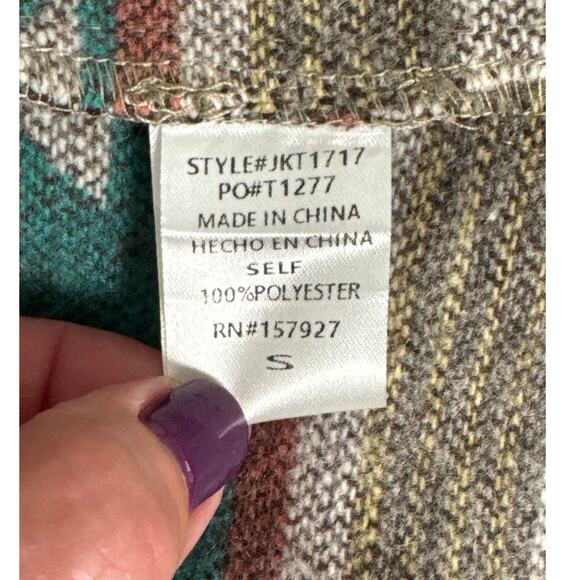 STYLE#JKT1717
PO#T1277
MADE IN CHINA
HECHO EN CHINA
SELF
100%POLYESTER
RN#157927
S